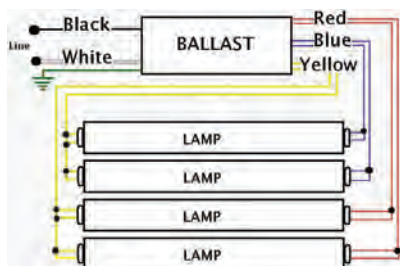 Black
Red
Line
BALLAST
Blue
White
Yellow
LAMP
LAMP
LAMP
LAMP